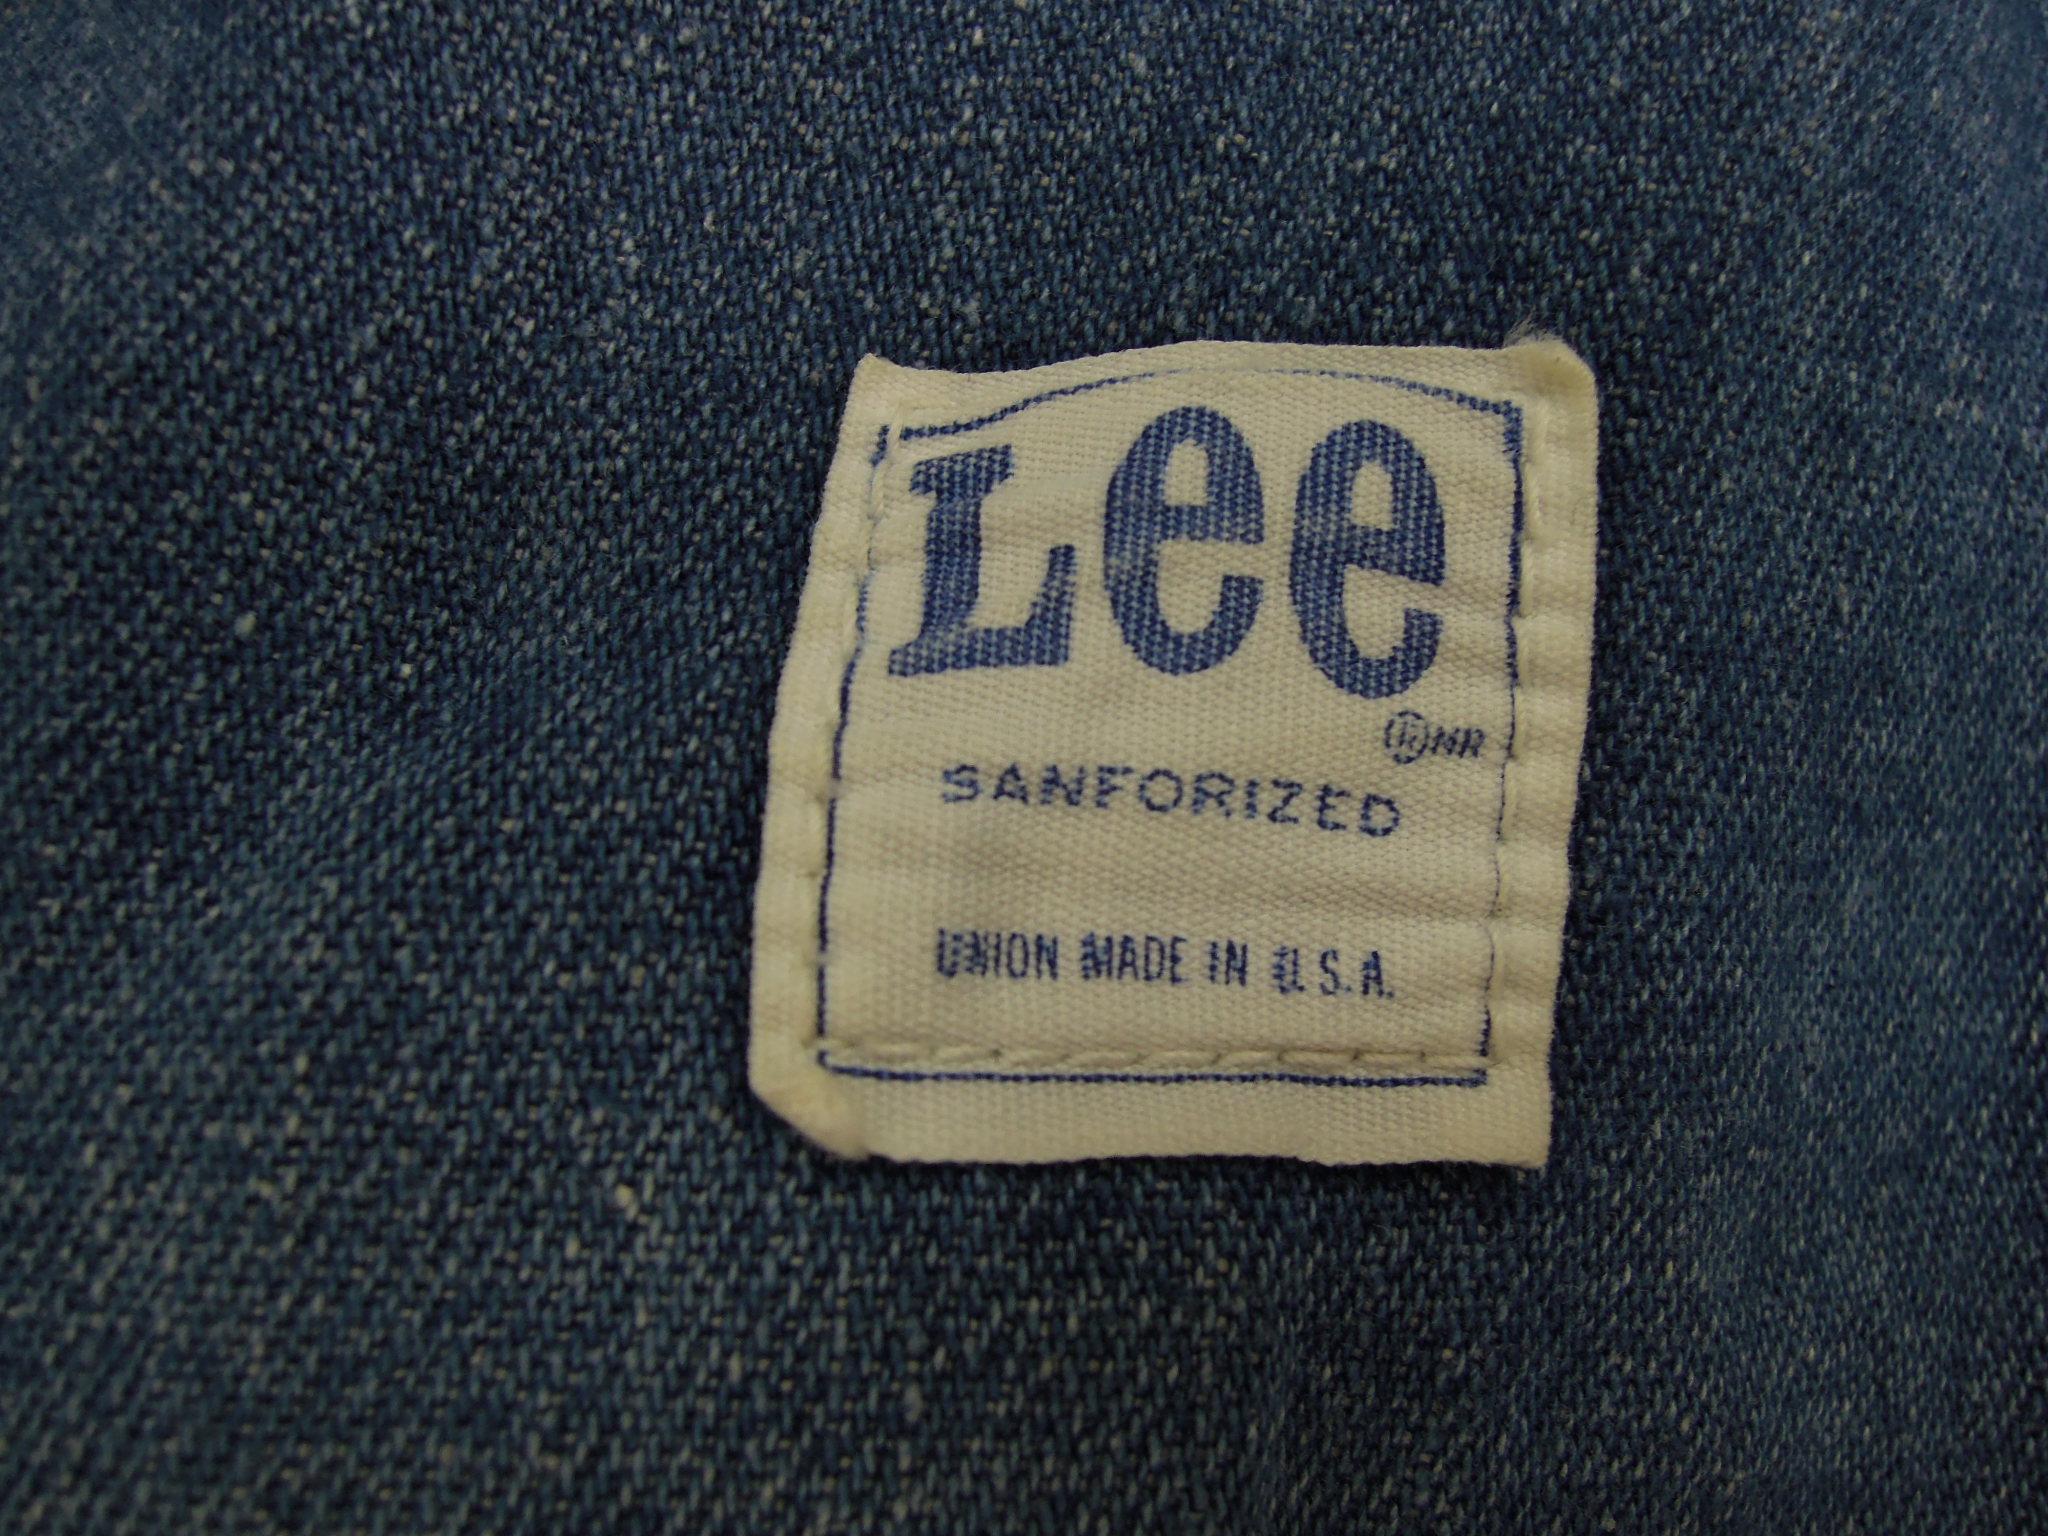 Lee
®MR
SANFORIZED
UNION MADE IN U.S.A.